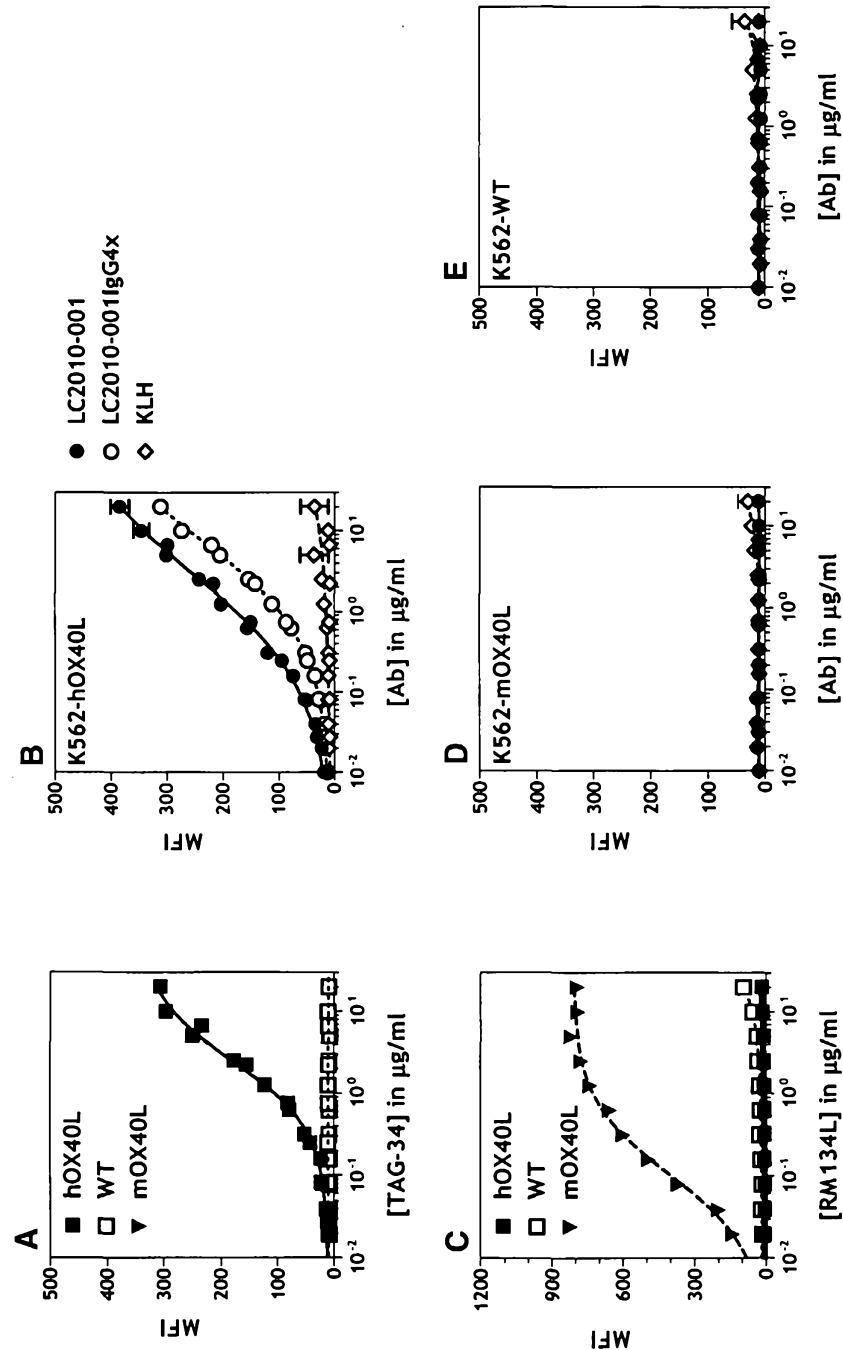 A
500
400
300
200
100
0
MFI
hOX40L
WT
mOX40L
10-2
10-1
100
101
[TAG-34] in µg/ml
B
500
400
300
200
100
0
MFI
K562-hOX40L
10-2
10-1
100
101
[Ab] in µg/ml
LC2010-001
LC2010-001IgG4x
KLH
C
1200
900
600
300
0
MFI
hOX40L
WT
mOX40L
10-2
10-1
100
101
[RM134L] in µg/ml
D
500
400
300
200
100
0
MFI
K562-mOX40L
10-2
10-1
100
101
[Ab] in µg/ml
E
500
400
300
200
100
0
MFI
K562-WT
10-2
10-1
100
101
[Ab] in µg/ml